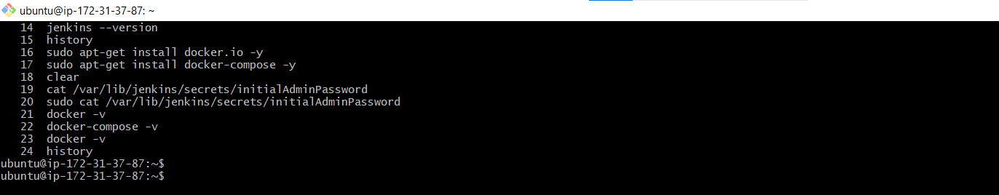 ubuntu@ip-172-31-37-87: ~
14 jenkins --version
15 history
16 sudo apt-get install docker.io -y
17 sudo apt-get install docker-compose -y
18 clear
19 cat /var/lib/jenkins/secrets/initialAdminPassword
20 sudo cat /var/lib/jenkins/secrets/initialAdminPassword
21 docker -v
22 docker-compose -v
23 docker -v
24 history
ubuntu@ip-172-31-37-87:~$
ubuntu@ip-172-31-37-87:~$